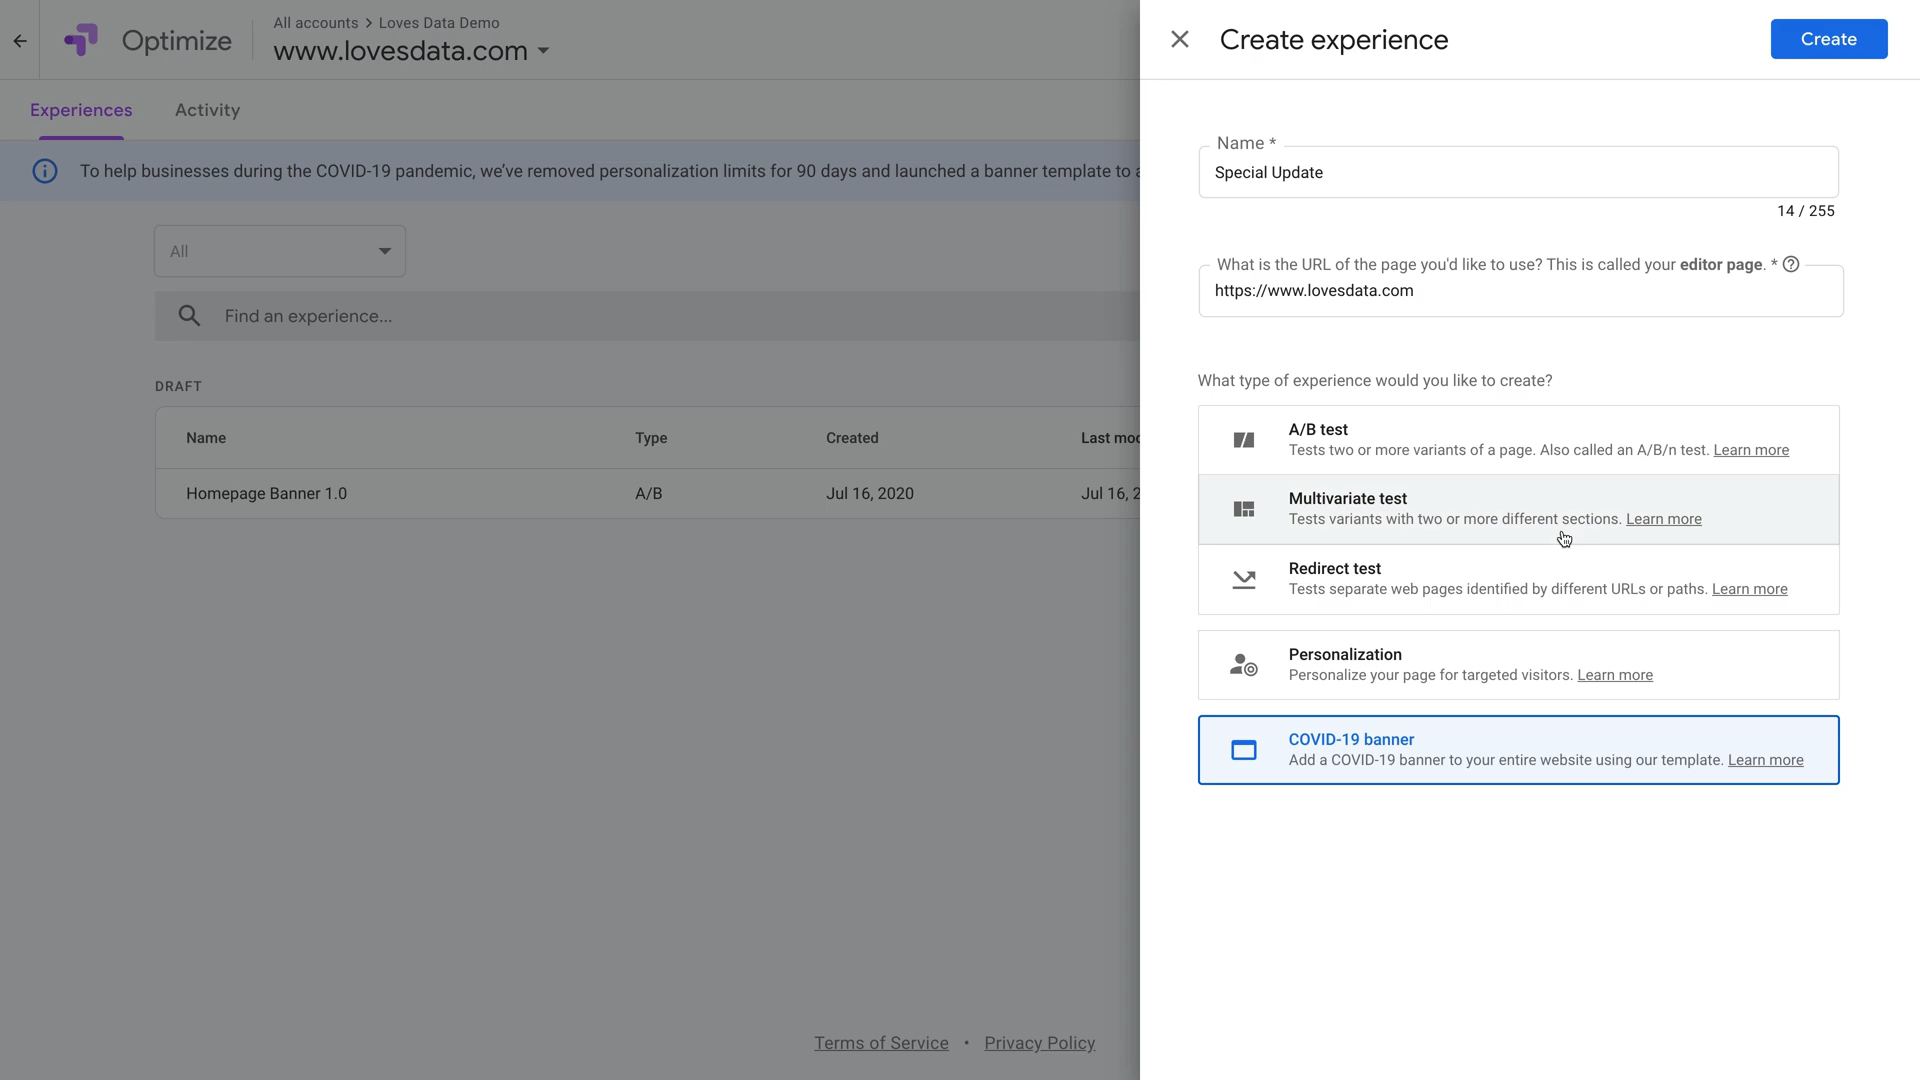 Optimize
All accounts > Loves Data Demo
www.lovesdata.com
Experiences
Activity
To help businesses during the COVID-19 pandemic, we’ve removed personalization limits for 90 days and launched a banner template to
All
Find an experience...
DRAFT
Name Type Created Last mod
Homepage Banner 1.0 A/B Jul 16, 2020 Jul 16, 2
Terms of Service • Privacy Policy
Create experience
Create
Name *
Special Update
14 / 255
What is the URL of the page you'd like to use? This is called your editor page. *
https://www.lovesdata.com
What type of experience would you like to create?
A/B test
Tests two or more variants of a page. Also called an A/B/n test. Learn more
Multivariate test
Tests variants with two or more different sections. Learn more
Redirect test
Tests separate web pages identified by different URLs or paths. Learn more
Personalization
Personalize your page for targeted visitors. Learn more
COVID-19 banner
Add a COVID-19 banner to your entire website using our template. Learn more